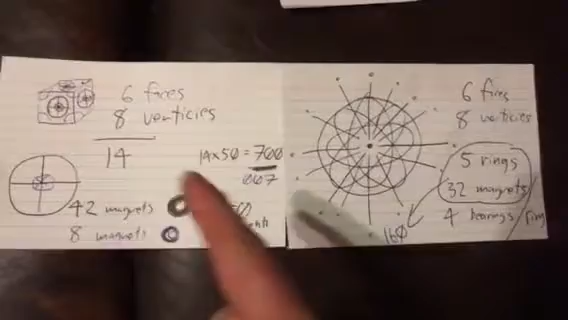 6 faces
8 verticies
14
14x50 = 700
007
42 magnets
8 magnets
6 faces
8 verticies
5 rings
32 magnets
4 bearings / ring
160